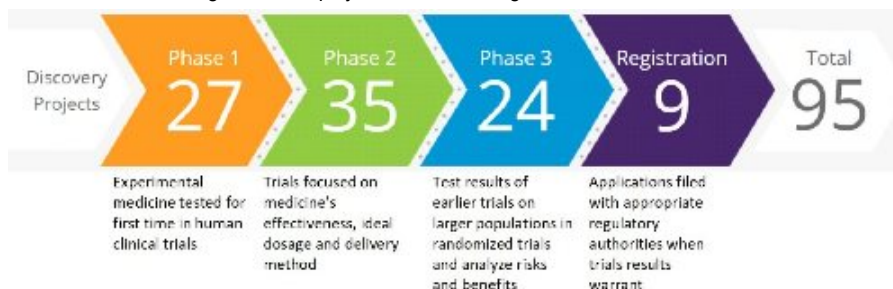 Discovery
Projects
Phase 1
27
Phase 2
35
Phase 3
24
Registration
9
Total
95
Experimental
medicine tested for
first time in human
clinical trials
Trials focused on
medicine's
effectiveness, ideal
dosage and delivery
method
Test results of
earlier trials on
larger populations in
randomized trials
and analyze risks
and benefits
Applications filed
with appropriate
regulatory
authorities when
trials results
warrant